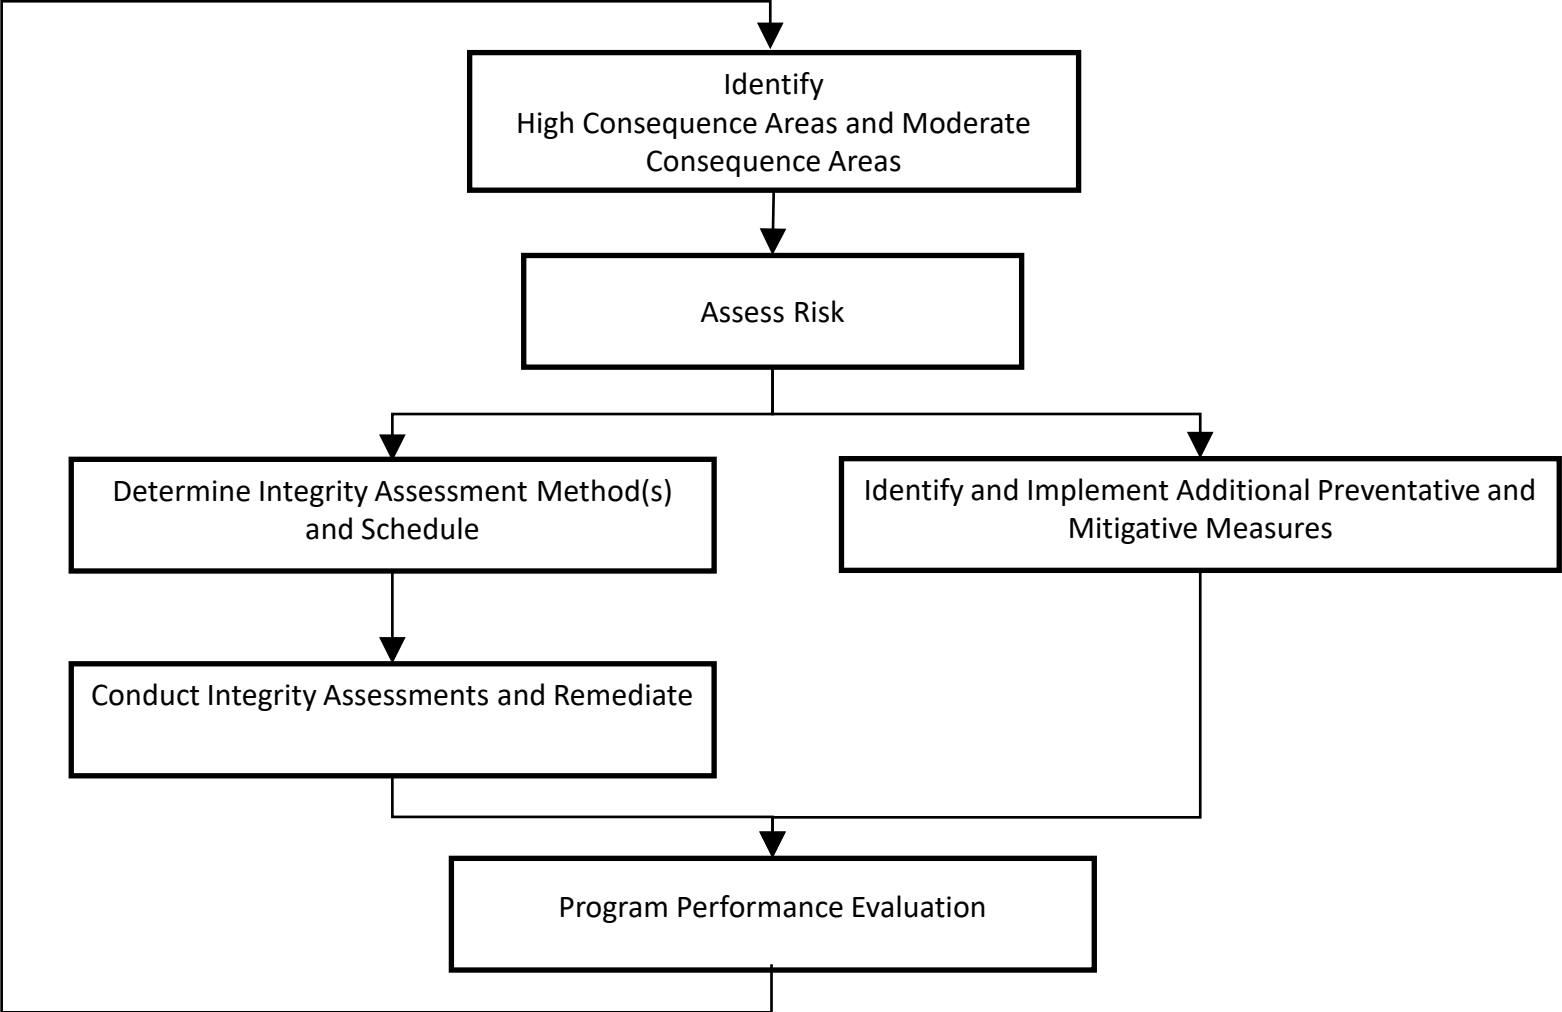 Identify
High Consequence Areas and Moderate
Consequence Areas
Assess Risk
Determine Integrity Assessment Method(s)
and Schedule
Identify and Implement Additional Preventative and
Mitigative Measures
Conduct Integrity Assessments and Remediate
Program Performance Evaluation